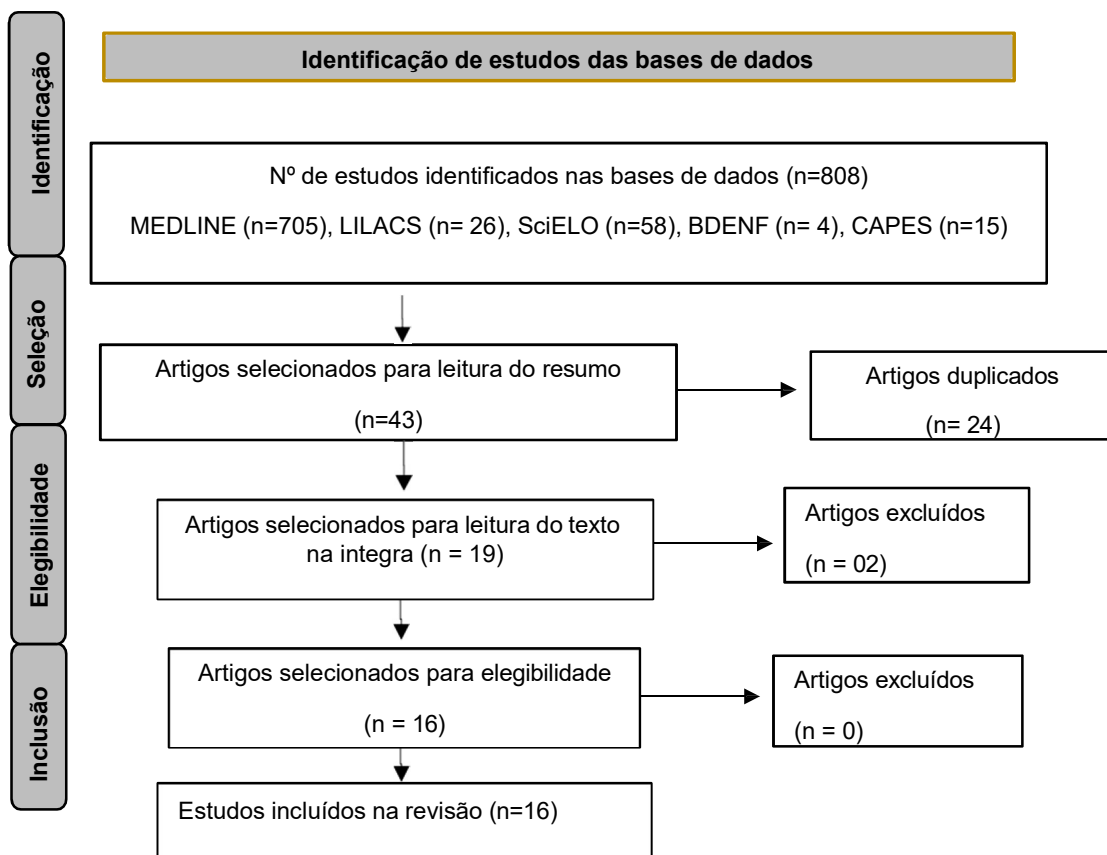 Identificação
Identificação de estudos das bases de dados
Nº de estudos identificados nas bases de dados (n=808)
MEDLINE (n=705), LILACS (n= 26), SciELO (n=58), BDENF (n= 4), CAPES (n=15)
Seleção
Artigos selecionados para leitura do resumo
(n=43)
Artigos duplicados
(n= 24)
Elegibilidade
Artigos selecionados para leitura do texto
na integra (n = 19)
Artigos excluídos
(n = 02)
Inclusão
Artigos selecionados para elegibilidade
(n = 16)
Artigos excluídos
(n = 0)
Estudos incluídos na revisão (n=16)